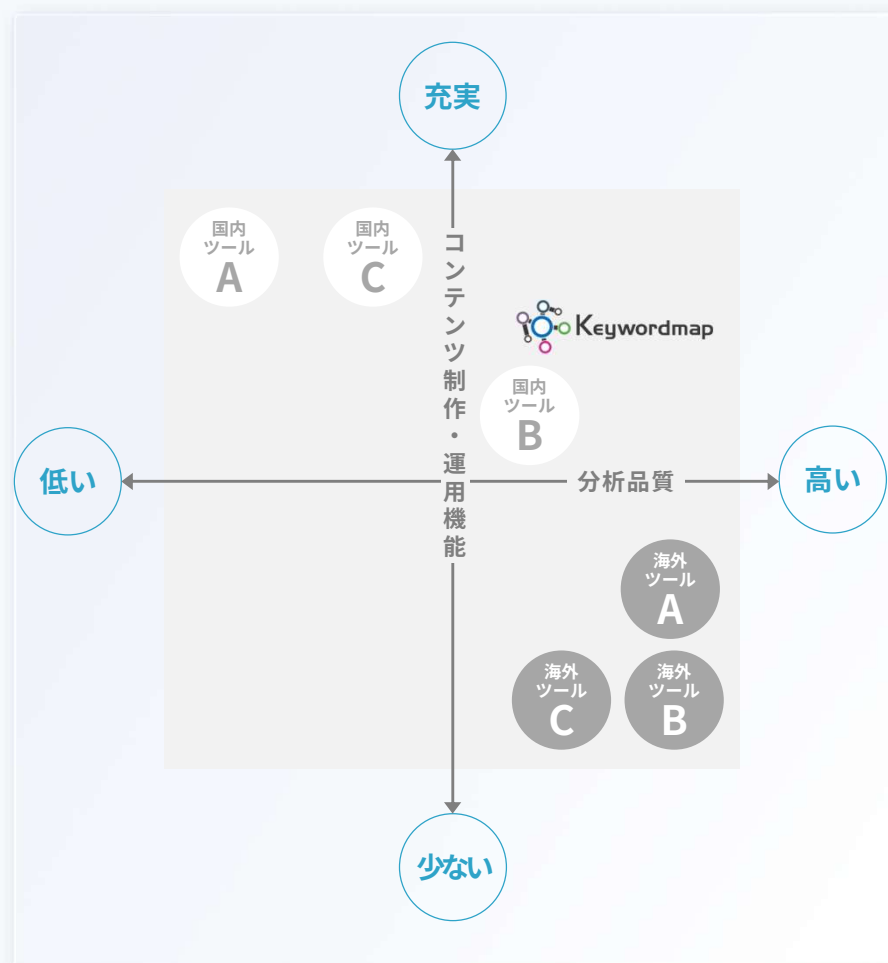 充実
国内
ツール
A
国内
ツール
C
コンテンツ制作・運用機能
Keywordmap
国内
ツール
B
低い
分析品質
高い
海外
ツール
A
海外
ツール
C
海外
ツール
B
少ない